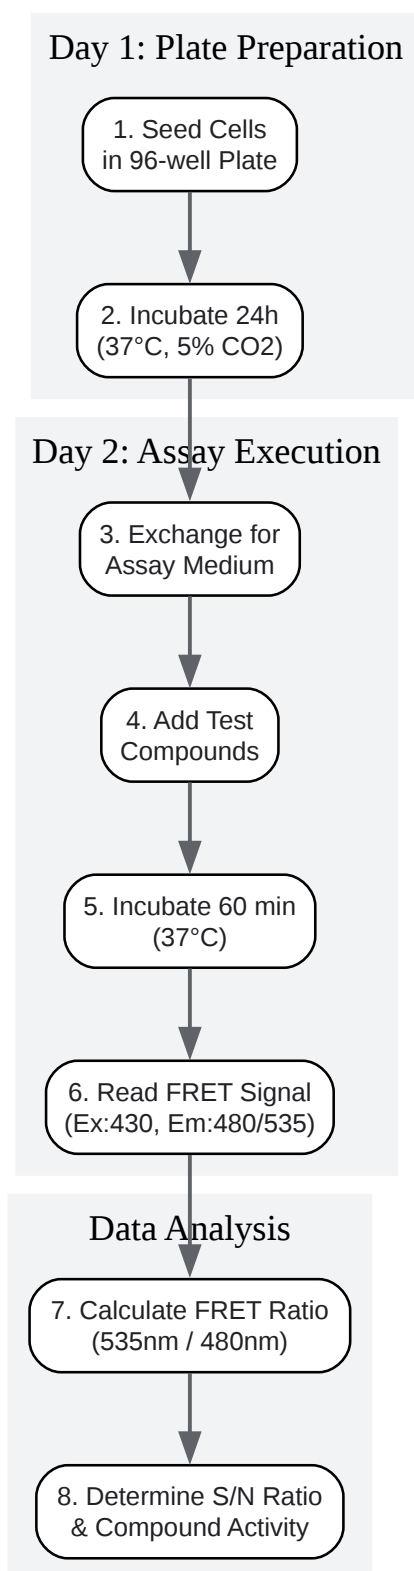 Day 1: Plate Preparation
1. Seed Cells
in 96-well Plate
2. Incubate 24h
(37°C, 5% CO2)
Day 2: Assay Execution
3. Exchange for
Assay Medium
4. Add Test
Compounds
5. Incubate 60 min
(37°C)
6. Read FRET Signal
(Ex:430, Em:480/535)
Data Analysis
7. Calculate FRET Ratio
(535nm / 480nm)
8. Determine S/N Ratio
& Compound Activity